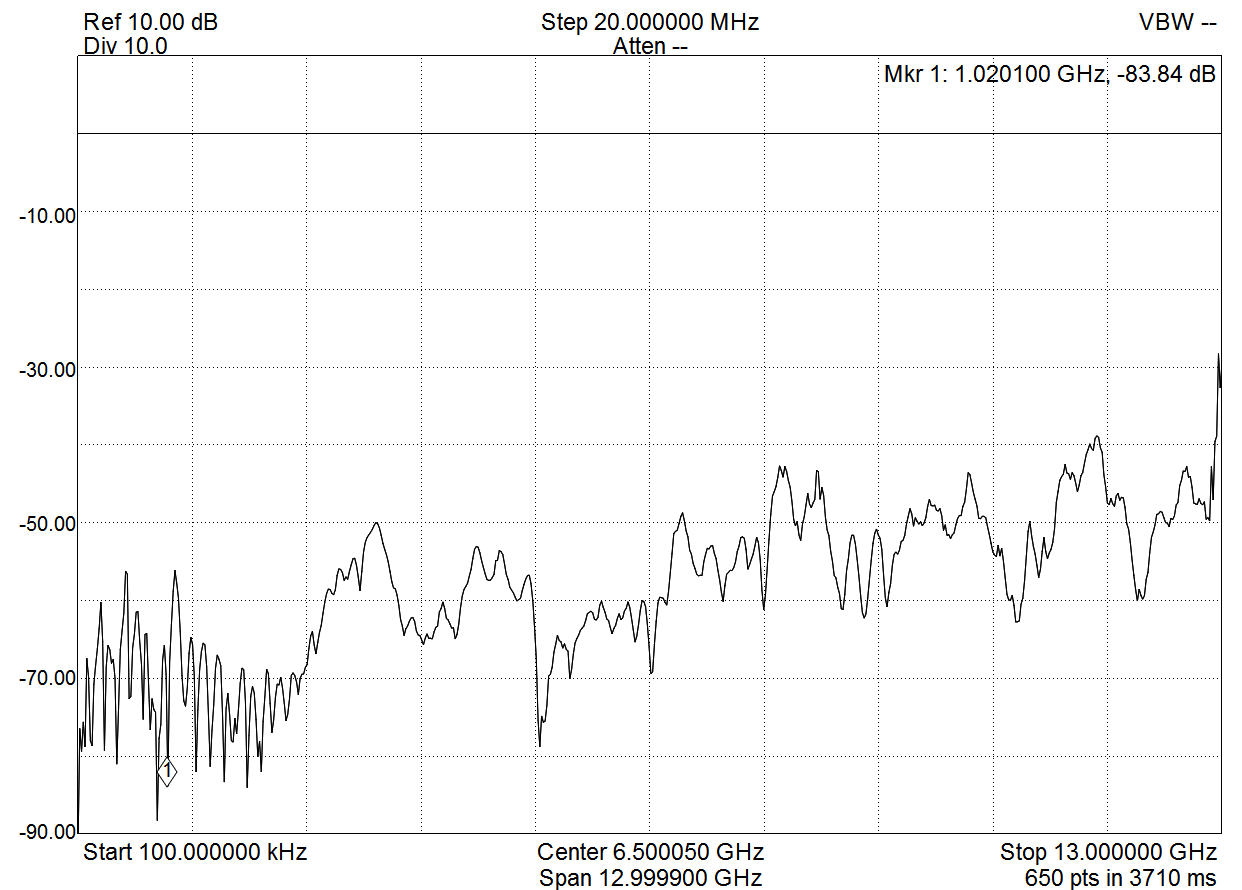 Ref 10.00 dB Step 20.000000 MHz VBW --
Div 10.0 Atten --
Mkr 1: 1.020100 GHz, -83.84 dB
-10.00
-30.00
-50.00
-70.00
1
-90.00
Start 100.000000 kHz Center 6.500050 GHz Stop 13.000000 GHz
Span 12.999900 GHz 650 pts in 3710 ms